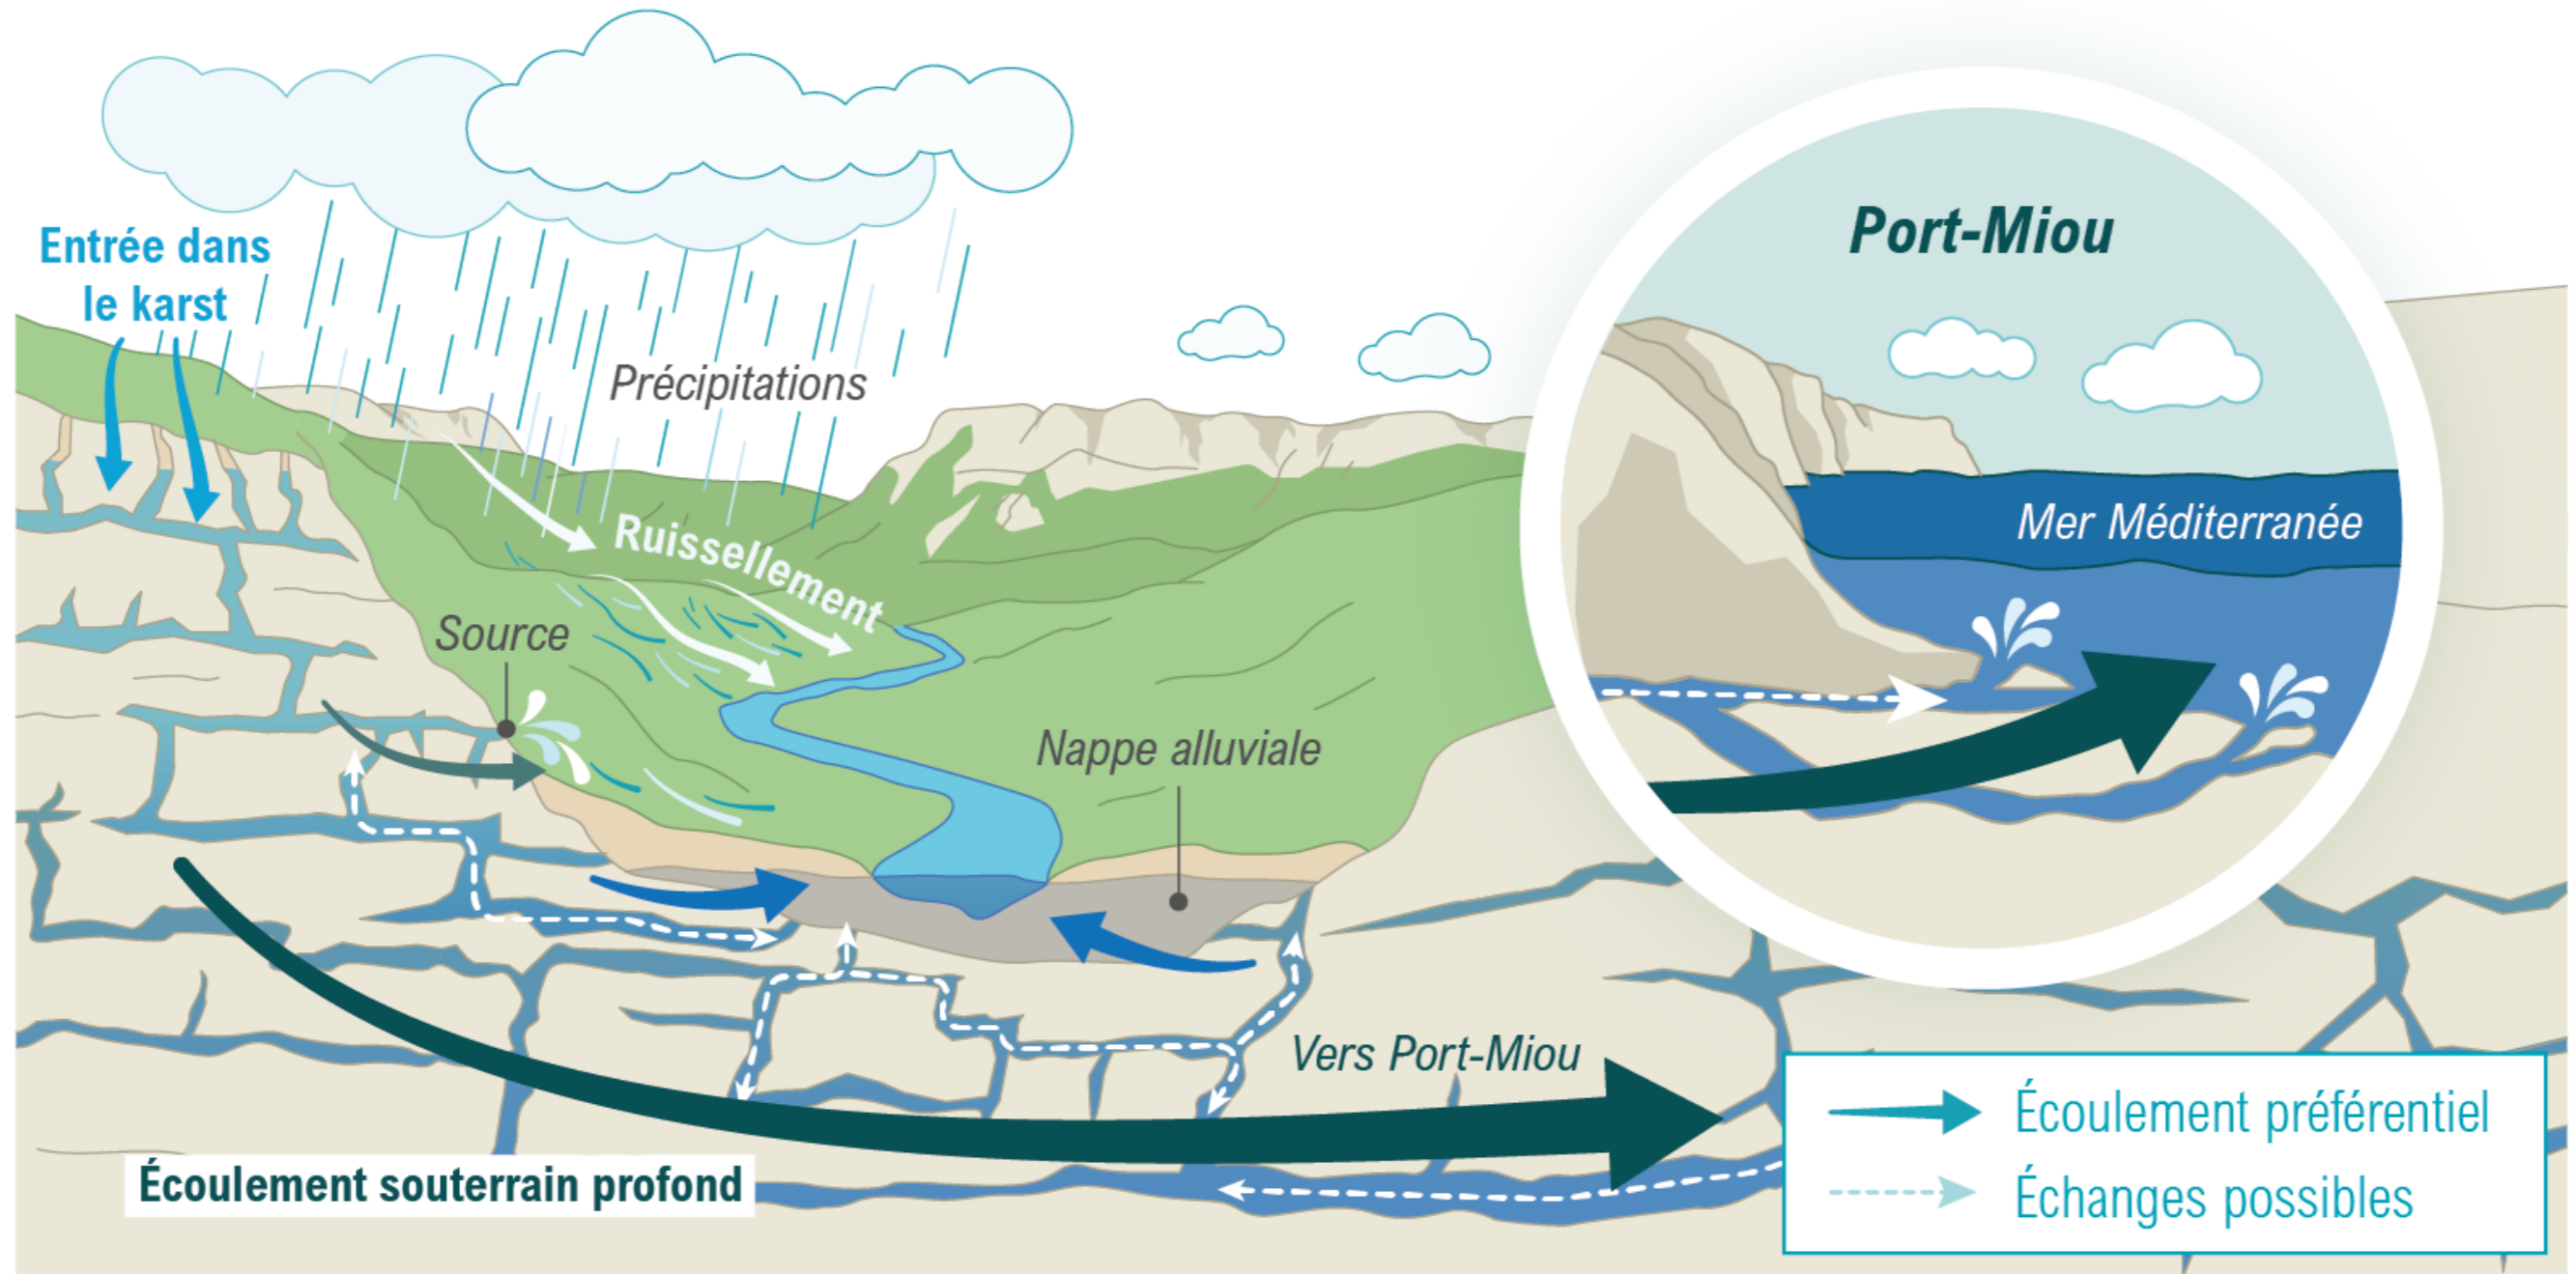 Entrée dans
le karst
Précipitations
Port-Miou
Mer Méditerranée
Ruissellement
Source
Nappe alluviale
Vers Port-Miou
Écoulement souterrain profond
Écoulement préférentiel
Échanges possibles